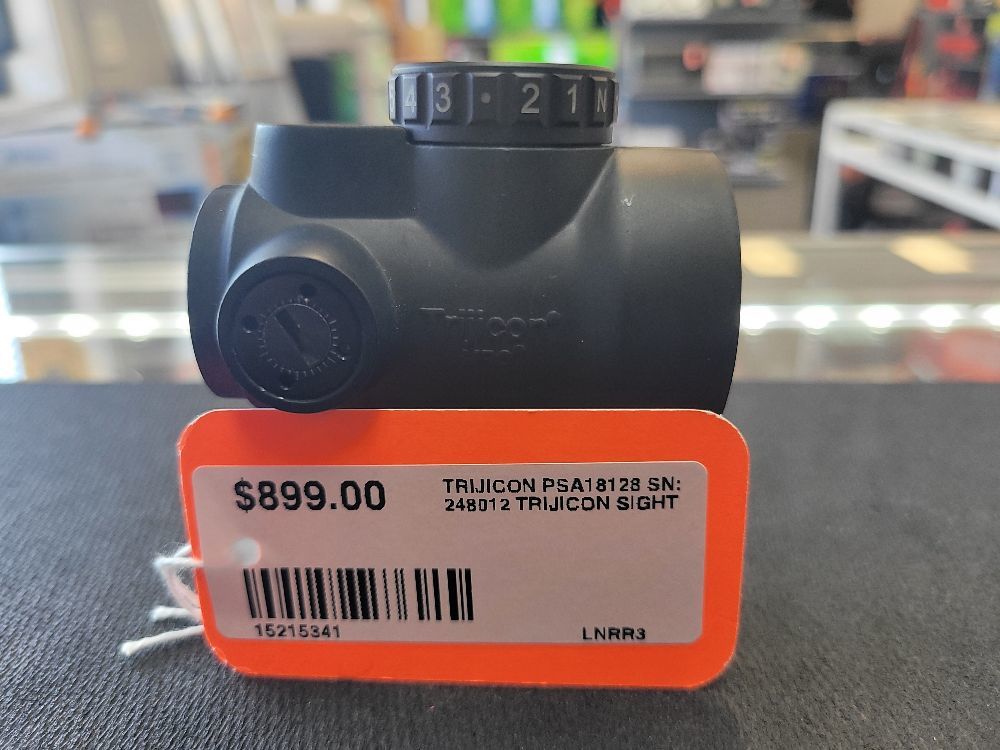 4 3 • 2 1 N
Trijicon®
$899.00
TRIJICON PSA18128 SN:
248012 TRIJICON SIGHT
15215341
LNRR3